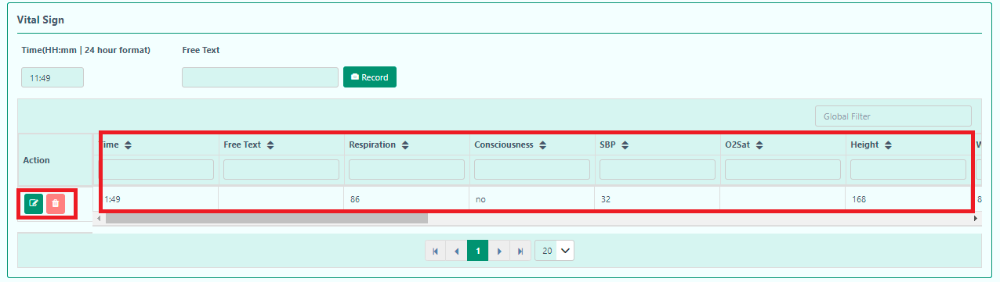 Vital Sign
Time(HH:mm | 24 hour format) Free Text
11:49 Record
Global Filter
Action Time Free Text Respiration Consciousness SBP O2Sat Height W
1:49 86 no 32 168 8
1 20